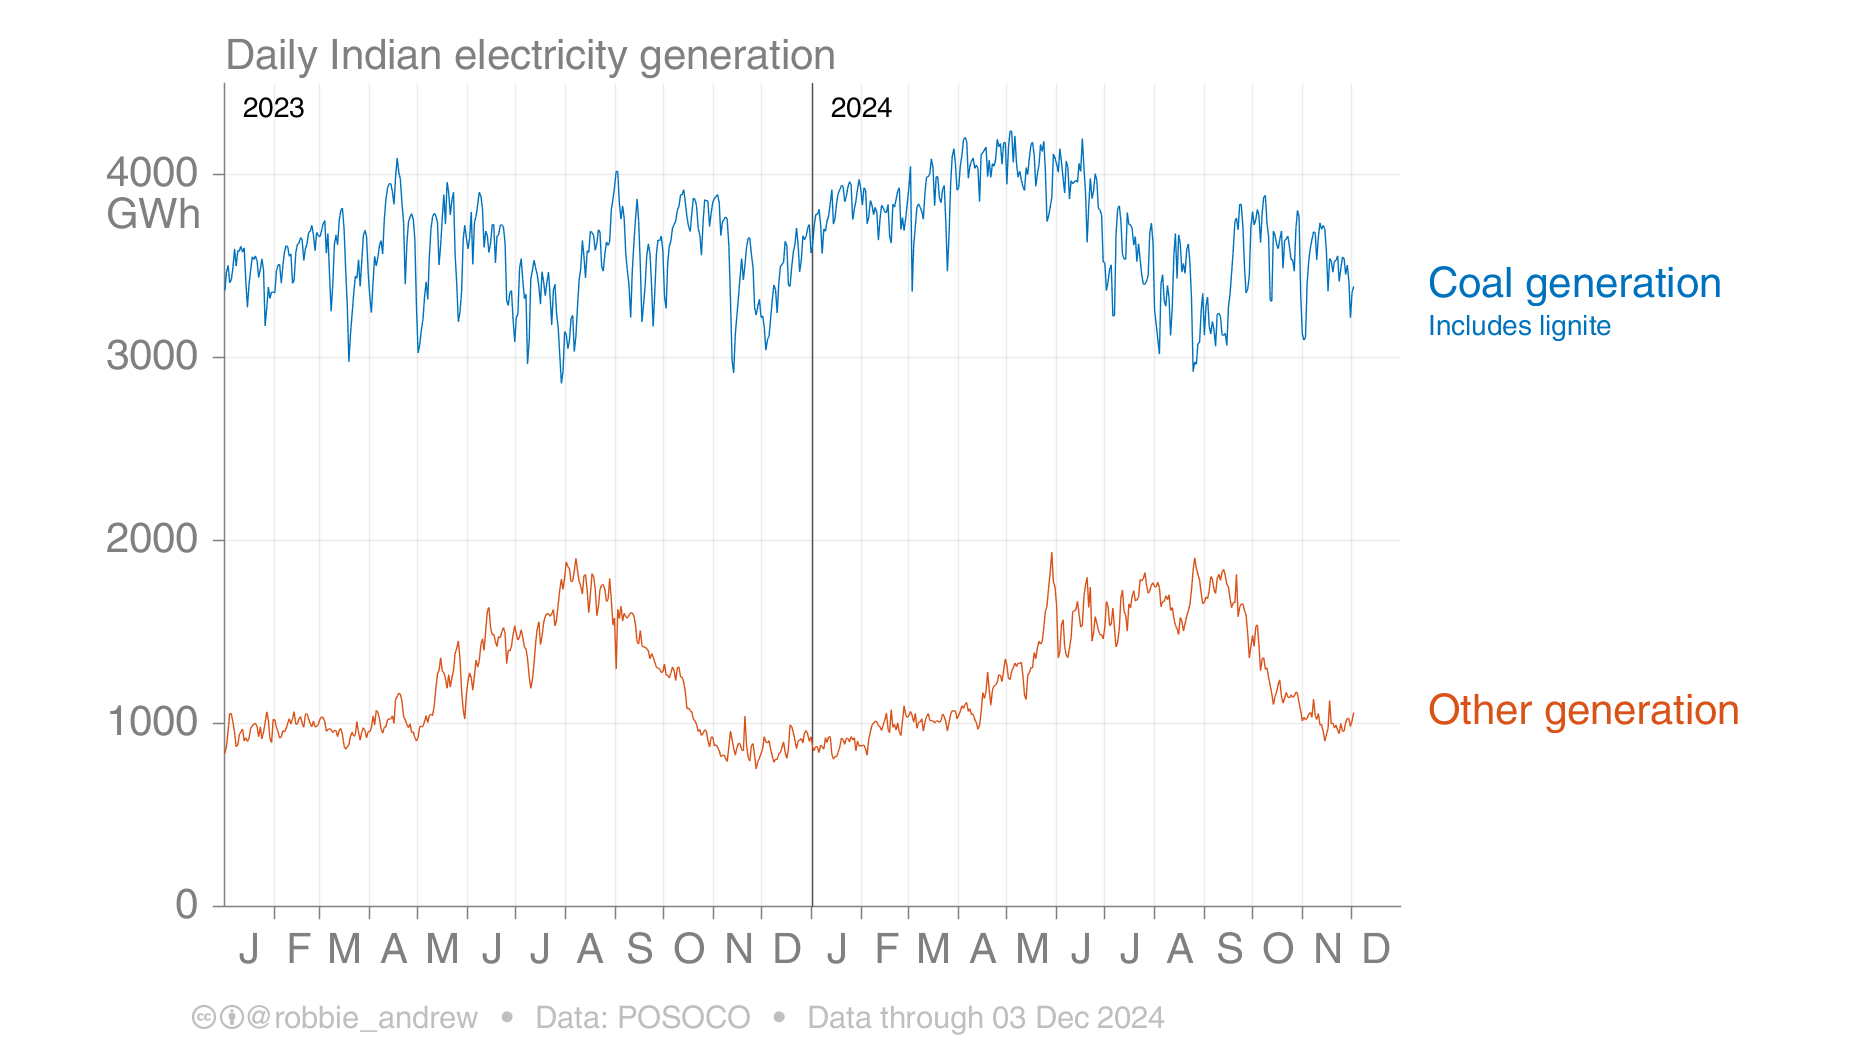 Daily Indian electricity generation
2023
2024
4000
GWh
3000
2000
1000
0
Coal generation
Includes lignite
Other generation
J F M A M J J A S O N D J F M A M J J A S O N D
@robbie_andrew • Data: POSOCO • Data through 03 Dec 2024